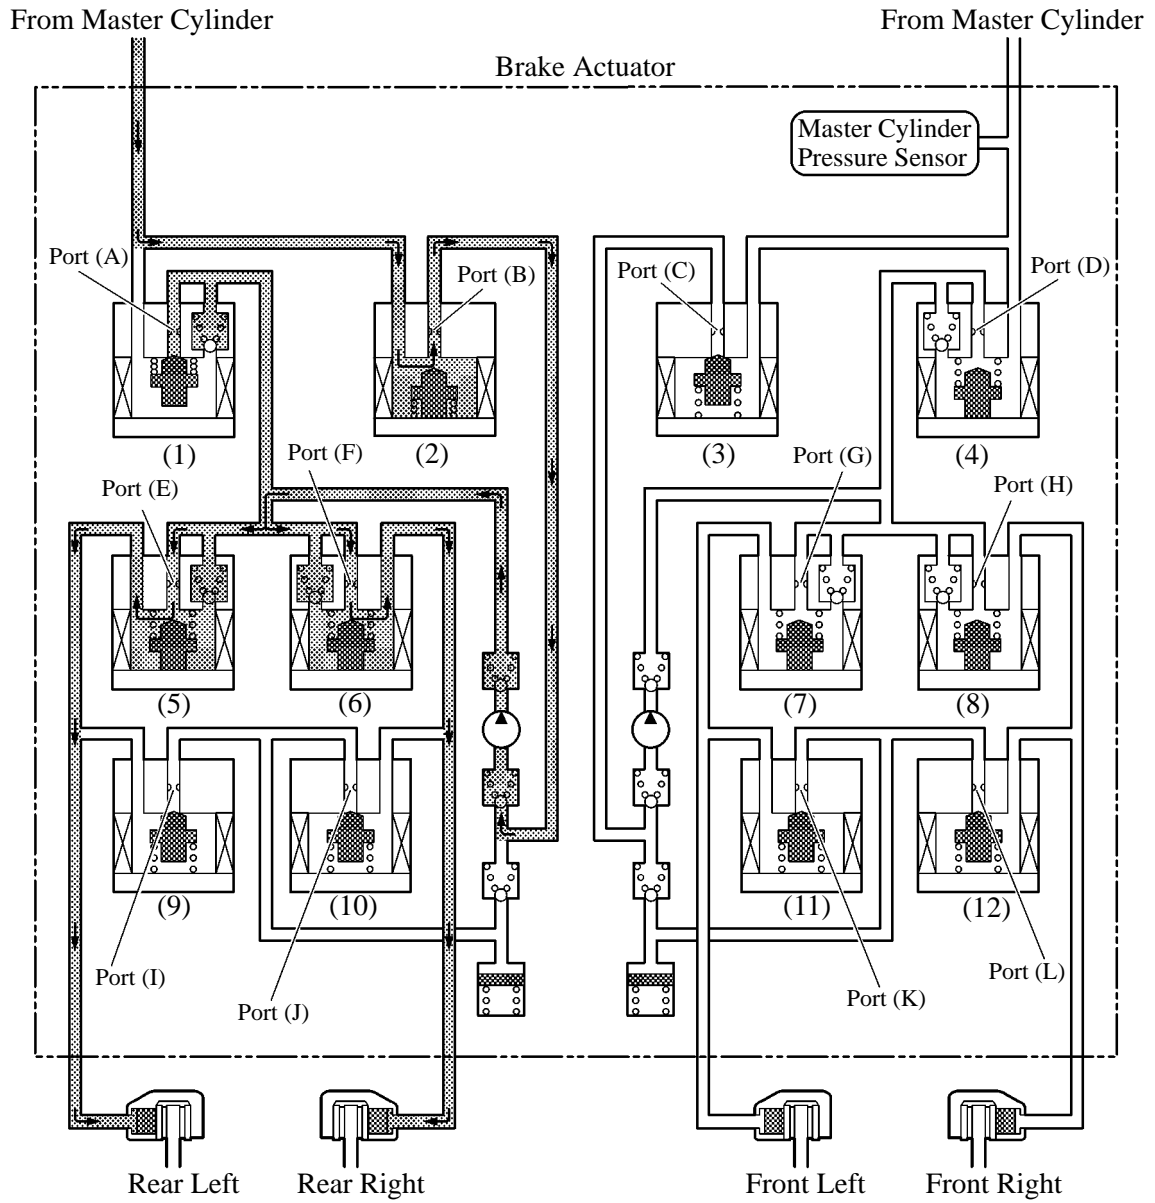 From Master Cylinder
From Master Cylinder
Brake Actuator
Master Cylinder
Pressure Sensor
Port (A)
Port (B)
Port (C)
Port (D)
(1)
(2)
(3)
(4)
Port (F)
Port (G)
Port (E)
Port (H)
(5)
(6)
(7)
(8)
(9)
(10)
(11)
(12)
Port (I)
Port (J)
Port (K)
Port (L)
Rear Left
Rear Right
Front Left
Front Right